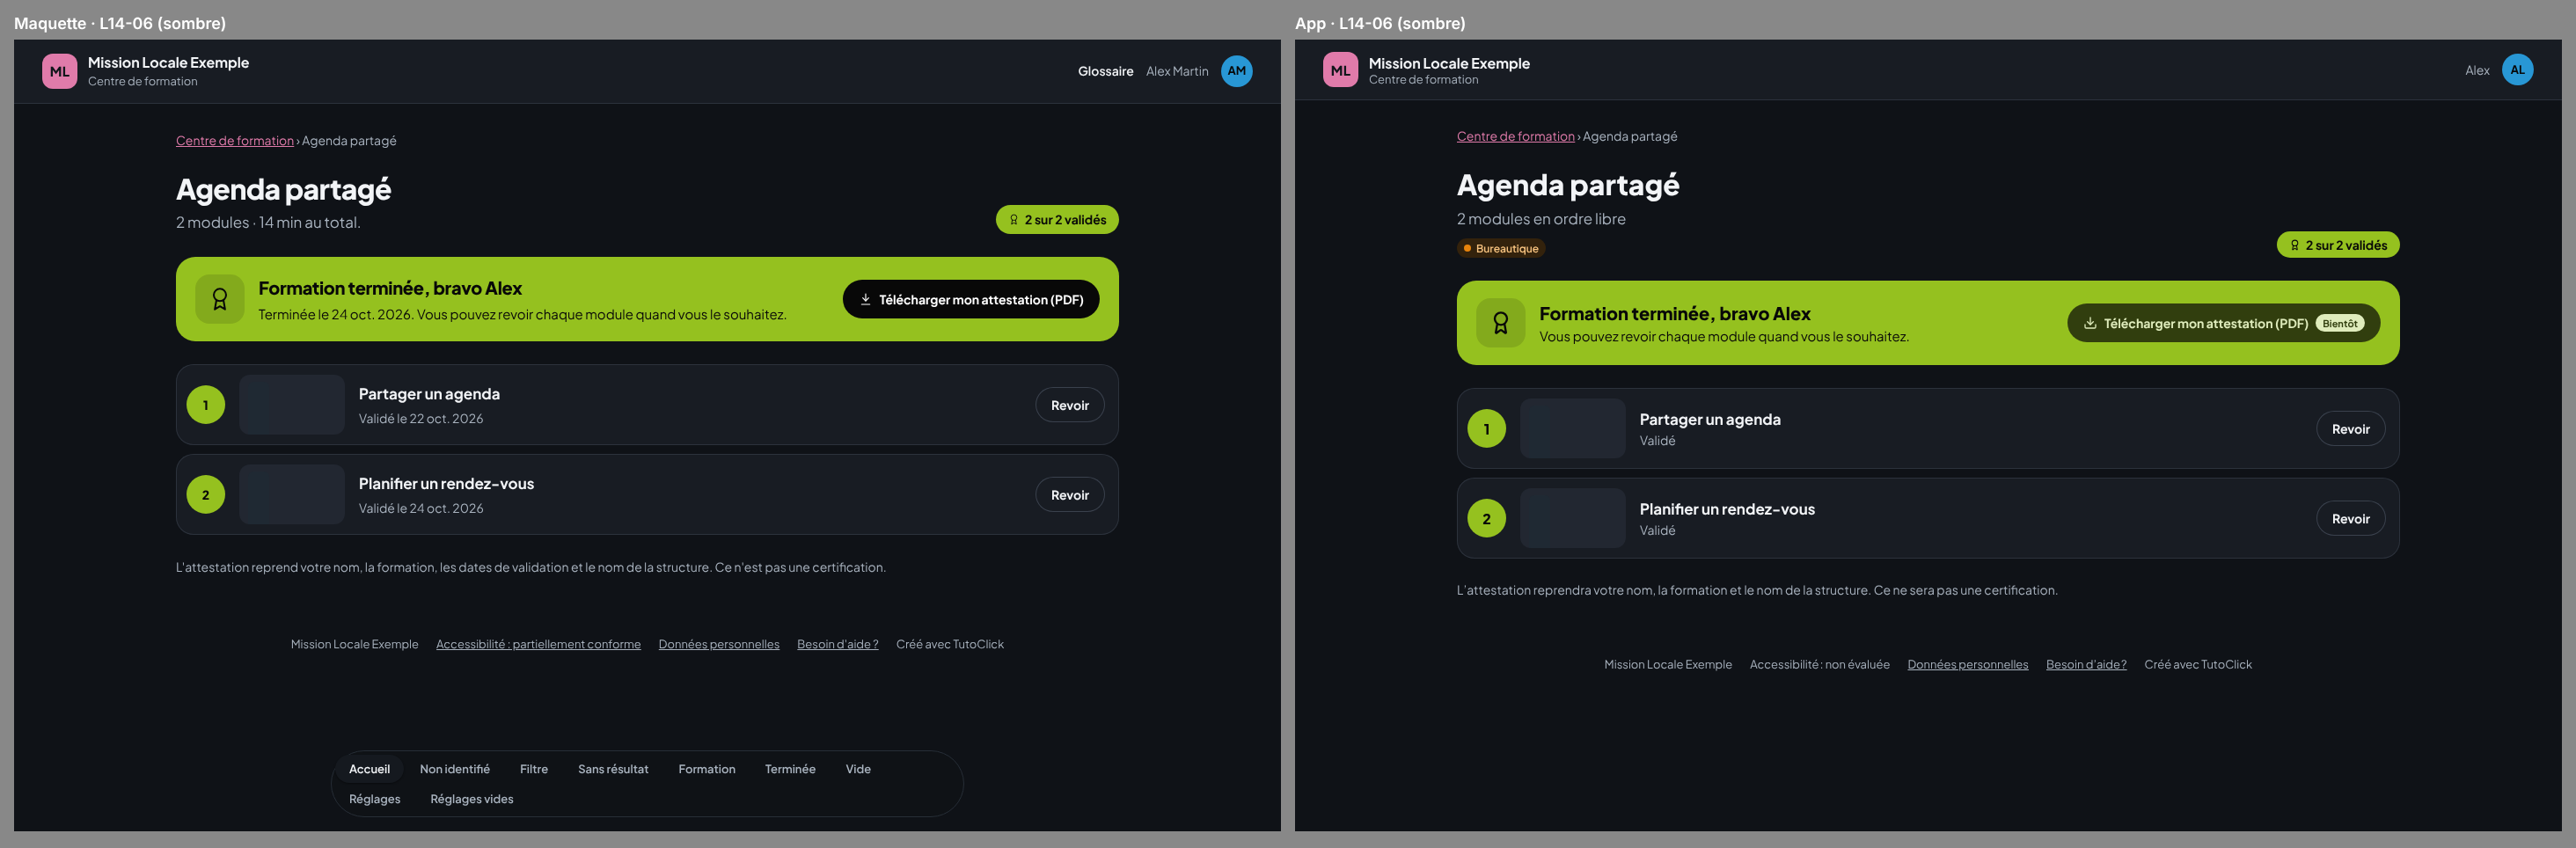 Maquette · L14-06 (sombre)
ML
Mission Locale Exemple
Centre de formation
Glossaire
Alex Martin
AM
Centre de formation › Agenda partagé
Agenda partagé
2 modules · 14 min au total.
2 sur 2 validés
Formation terminée, bravo Alex
Terminée le 24 oct. 2026. Vous pouvez revoir chaque module quand vous le souhaitez.
Télécharger mon attestation (PDF)
1
Partager un agenda
Validé le 22 oct. 2026
Revoir
2
Planifier un rendez-vous
Validé le 24 oct. 2026
Revoir
L'attestation reprend votre nom, la formation, les dates de validation et le nom de la structure. Ce n'est pas une certification.
Mission Locale Exemple Accessibilité : partiellement conforme Données personnelles Besoin d'aide ? Créé avec TutoClick
Accueil Non identifié Filtre Sans résultat Formation Terminée Vide
Réglages Réglages vides
App · L14-06 (sombre)
ML
Mission Locale Exemple
Centre de formation
Alex
AL
Centre de formation › Agenda partagé
Agenda partagé
2 modules en ordre libre
Bureautique
2 sur 2 validés
Formation terminée, bravo Alex
Vous pouvez revoir chaque module quand vous le souhaitez.
Télécharger mon attestation (PDF) Bientôt
1
Partager un agenda
Validé
Revoir
2
Planifier un rendez-vous
Validé
Revoir
L'attestation reprendra votre nom, la formation et le nom de la structure. Ce ne sera pas une certification.
Mission Locale Exemple Accessibilité : non évaluée Données personnelles Besoin d'aide ? Créé avec TutoClick